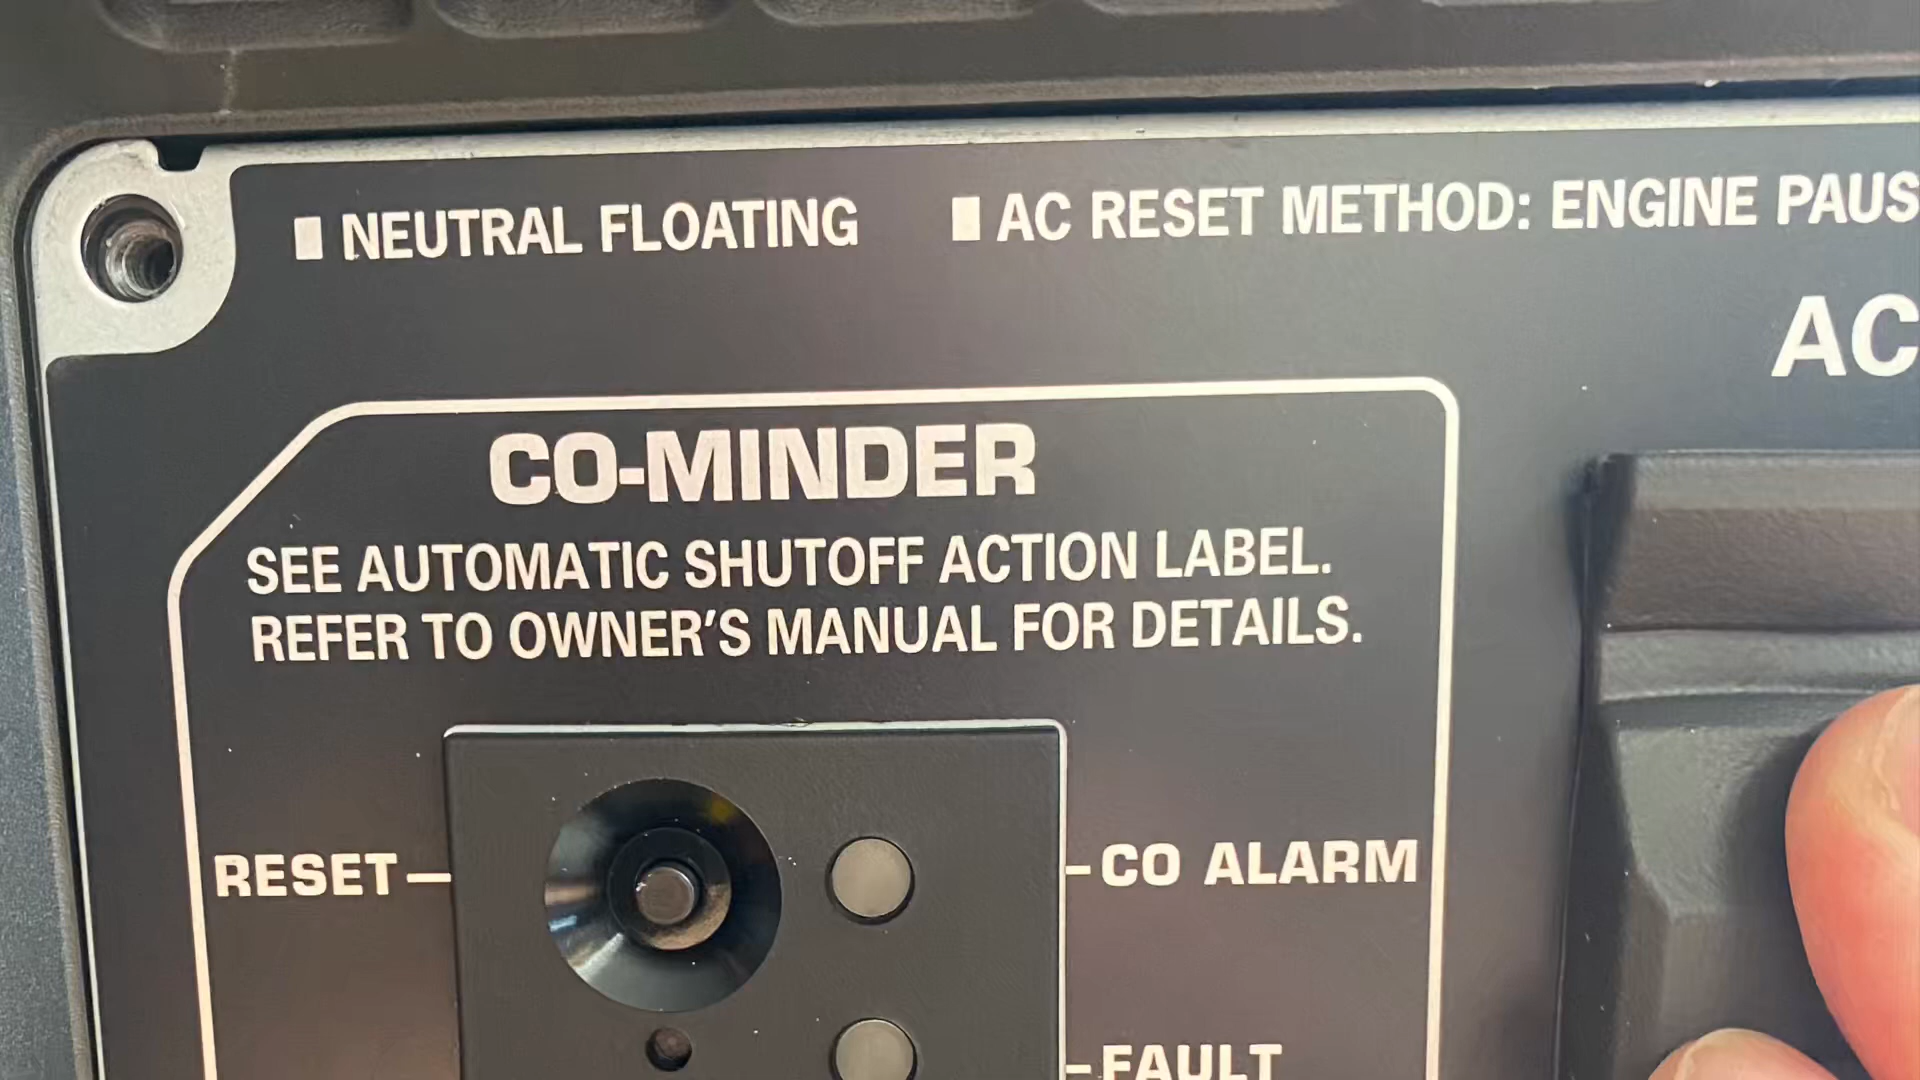 NEUTRAL FLOATING
AC RESET METHOD: ENGINE PAUS
AC
CO-MINDER
SEE AUTOMATIC SHUTOFF ACTION LABEL.
REFER TO OWNER'S MANUAL FOR DETAILS.
RESET
CO ALARM
FAULT